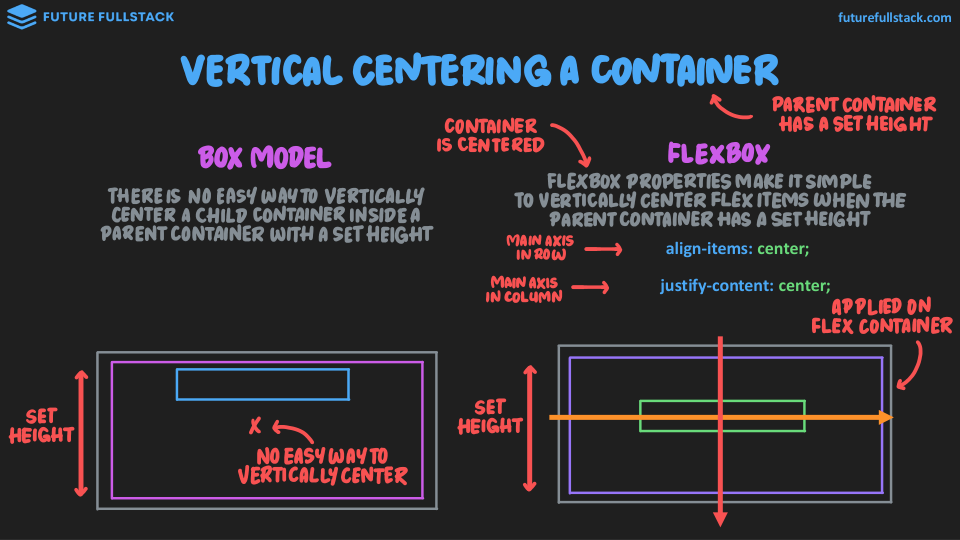 FUTURE FULLSTACK
futurefullstack.com
VERTICAL CENTERING A CONTAINER
PARENT CONTAINER
HAS A SET HEIGHT
CONTAINER
IS CENTERED
BOX MODEL
THERE IS NO EASY WAY TO VERTICALLY
CENTER A CHILD CONTAINER INSIDE A
PARENT CONTAINER WITH A SET HEIGHT
FLEXBOX
FLEXBOX PROPERTIES MAKE IT SIMPLE
TO VERTICALLY CENTER FLEX ITEMS WHEN THE
PARENT CONTAINER HAS A SET HEIGHT
MAIN AXIS
IN ROW
align-items: center;
MAIN AXIS
IN COLUMN
justify-content: center;
APPLIED ON
FLEX CONTAINER
SET
HEIGHT
X
NO EASY WAY TO
VERTICALLY CENTER
SET
HEIGHT